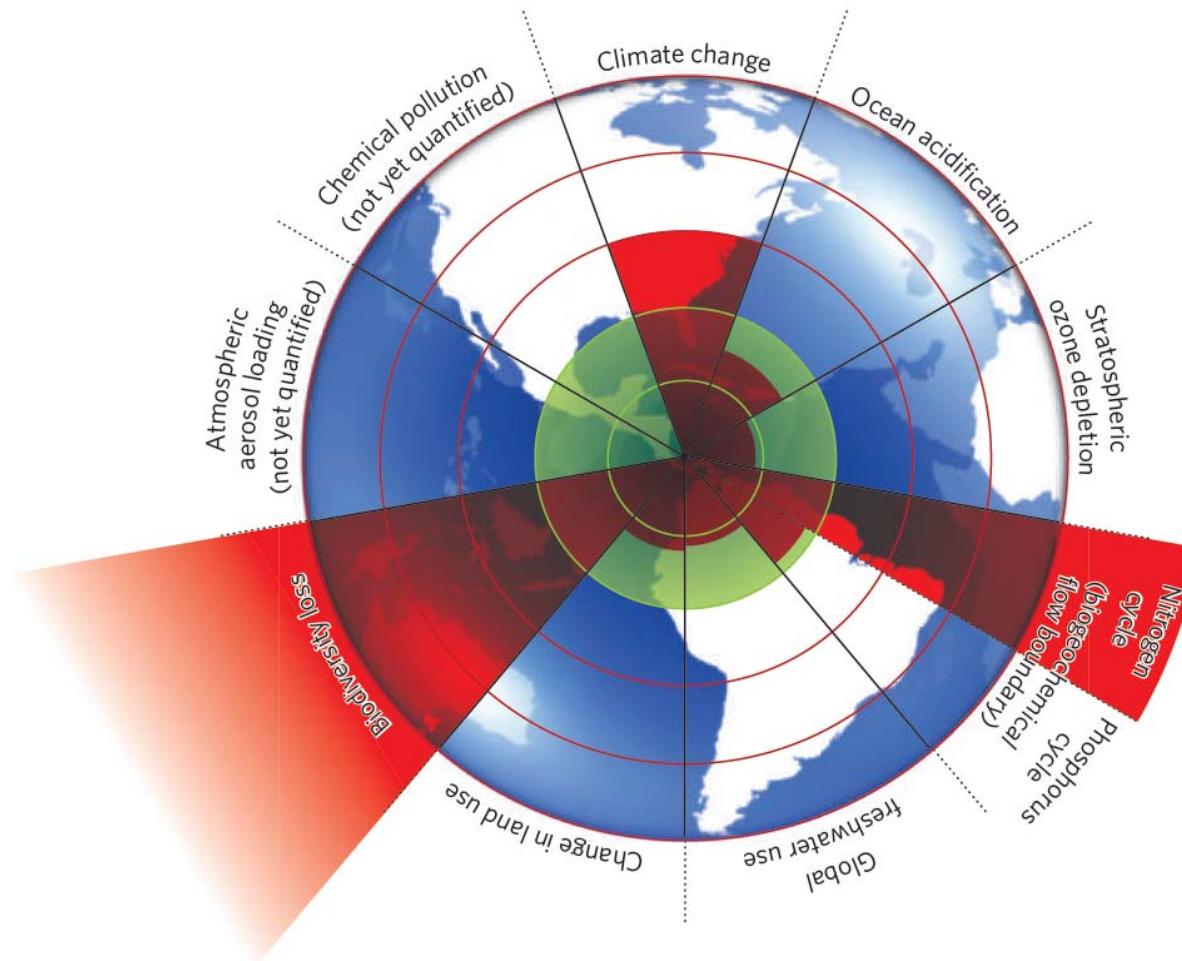 Climate change
Ocean acidification
Stratospheric
ozone depletion
Nitrogen
cycle
(biogeochemical
flow boundary)
Phosphorus
cycle
Global
freshwater use
Change in land use
Biodiversity loss
Atmospheric
aerosol loading
(not yet quantified)
Chemical pollution
(not yet quantified)